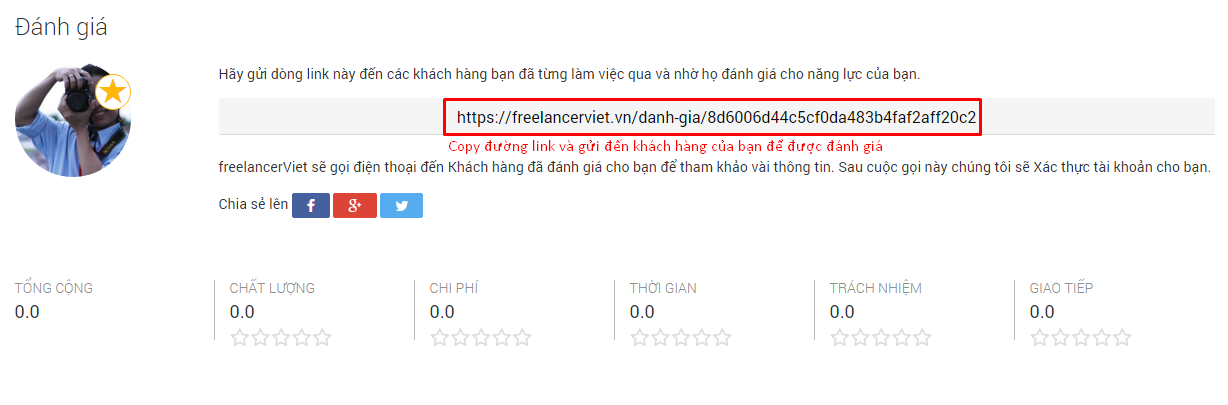 Đánh giá
Hãy gửi dòng link này đến các khách hàng bạn đã từng làm việc qua và nhờ họ đánh giá cho năng lực của bạn.
https://freelancerviet.vn/danh-gia/8d6006d44c5cf0da483b4faf2aff20c2
Copy đường link và gửi đến khách hàng của bạn để được đánh giá
freelancerViet sẽ gọi điện thoại đến Khách hàng đã đánh giá cho bạn để tham khảo vài thông tin. Sau cuộc gọi này chúng tôi sẽ Xác thực tài khoản cho bạn.
Chia sẻ lên
TỔNG CỘNG CHẤT LƯỢNG CHI PHÍ THỜI GIAN TRÁCH NHIỆM GIAO TIẾP
0.0 0.0 0.0 0.0 0.0 0.0